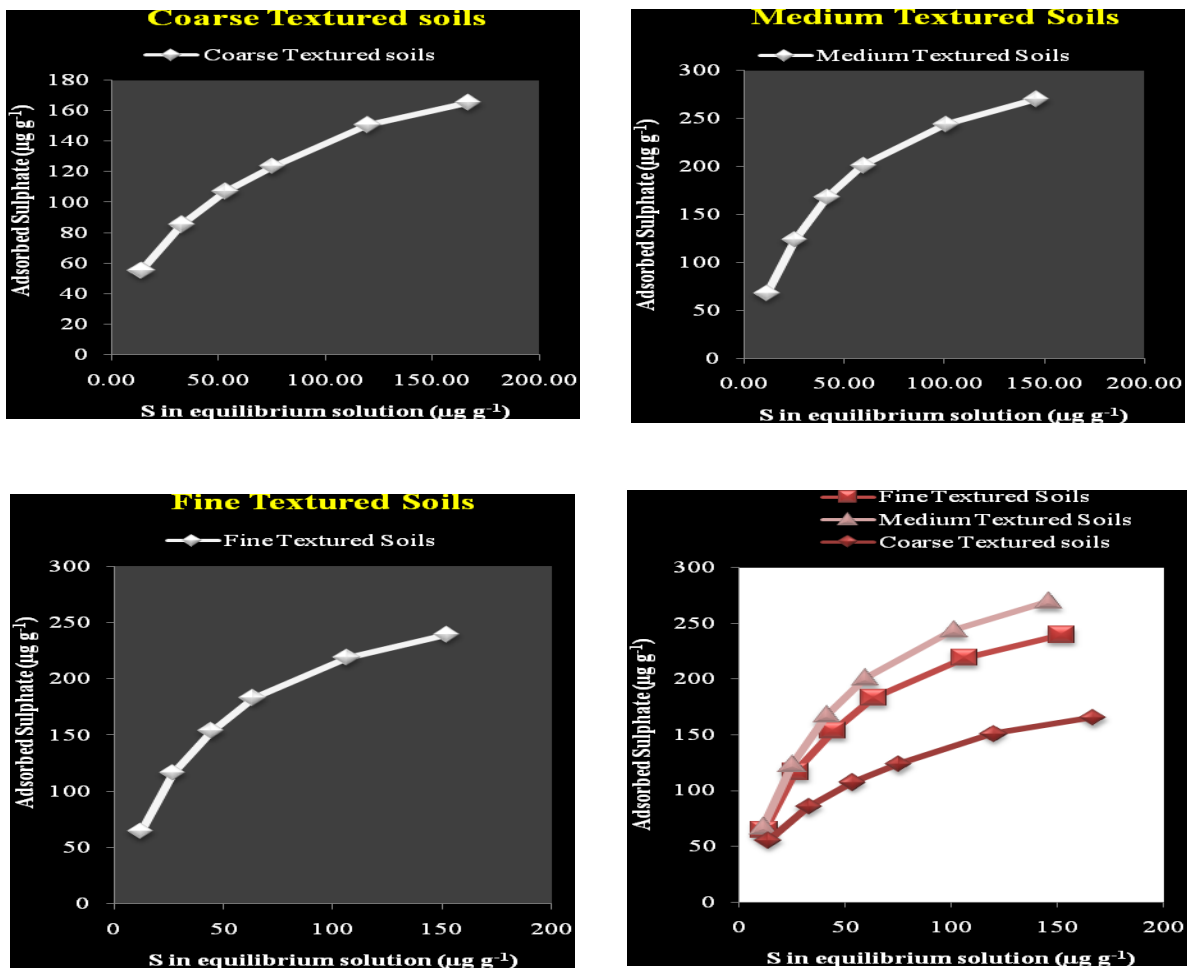 Coarse Textured soils
Coarse Textured soils
Adsorbed Sulphate (µg g-1)
180
160
140
120
100
80
60
40
20
0
0.00 50.00 100.00 150.00 200.00
S in equilibrium solution (µg g-1)
Medium Textured Soils
Medium Textured Soils
Adsorbed Sulphate (µg g-1)
300
250
200
150
100
50
0
0.00 50.00 100.00 150.00 200.00
S in equilibrium solution (µg g-1)
Fine Textured Soils
Fine Textured Soils
Adsorbed Sulphate (µg g-1)
300
250
200
150
100
50
0
0 50 100 150 200
S in equilibrium solution (µg g-1)
Fine Textured Soils
Medium Textured Soils
Coarse Textured soils
Adsorbed Sulphate (µg g-1)
300
250
200
150
100
50
0
0 50 100 150 200
S in equilibrium solution (µg g-1)